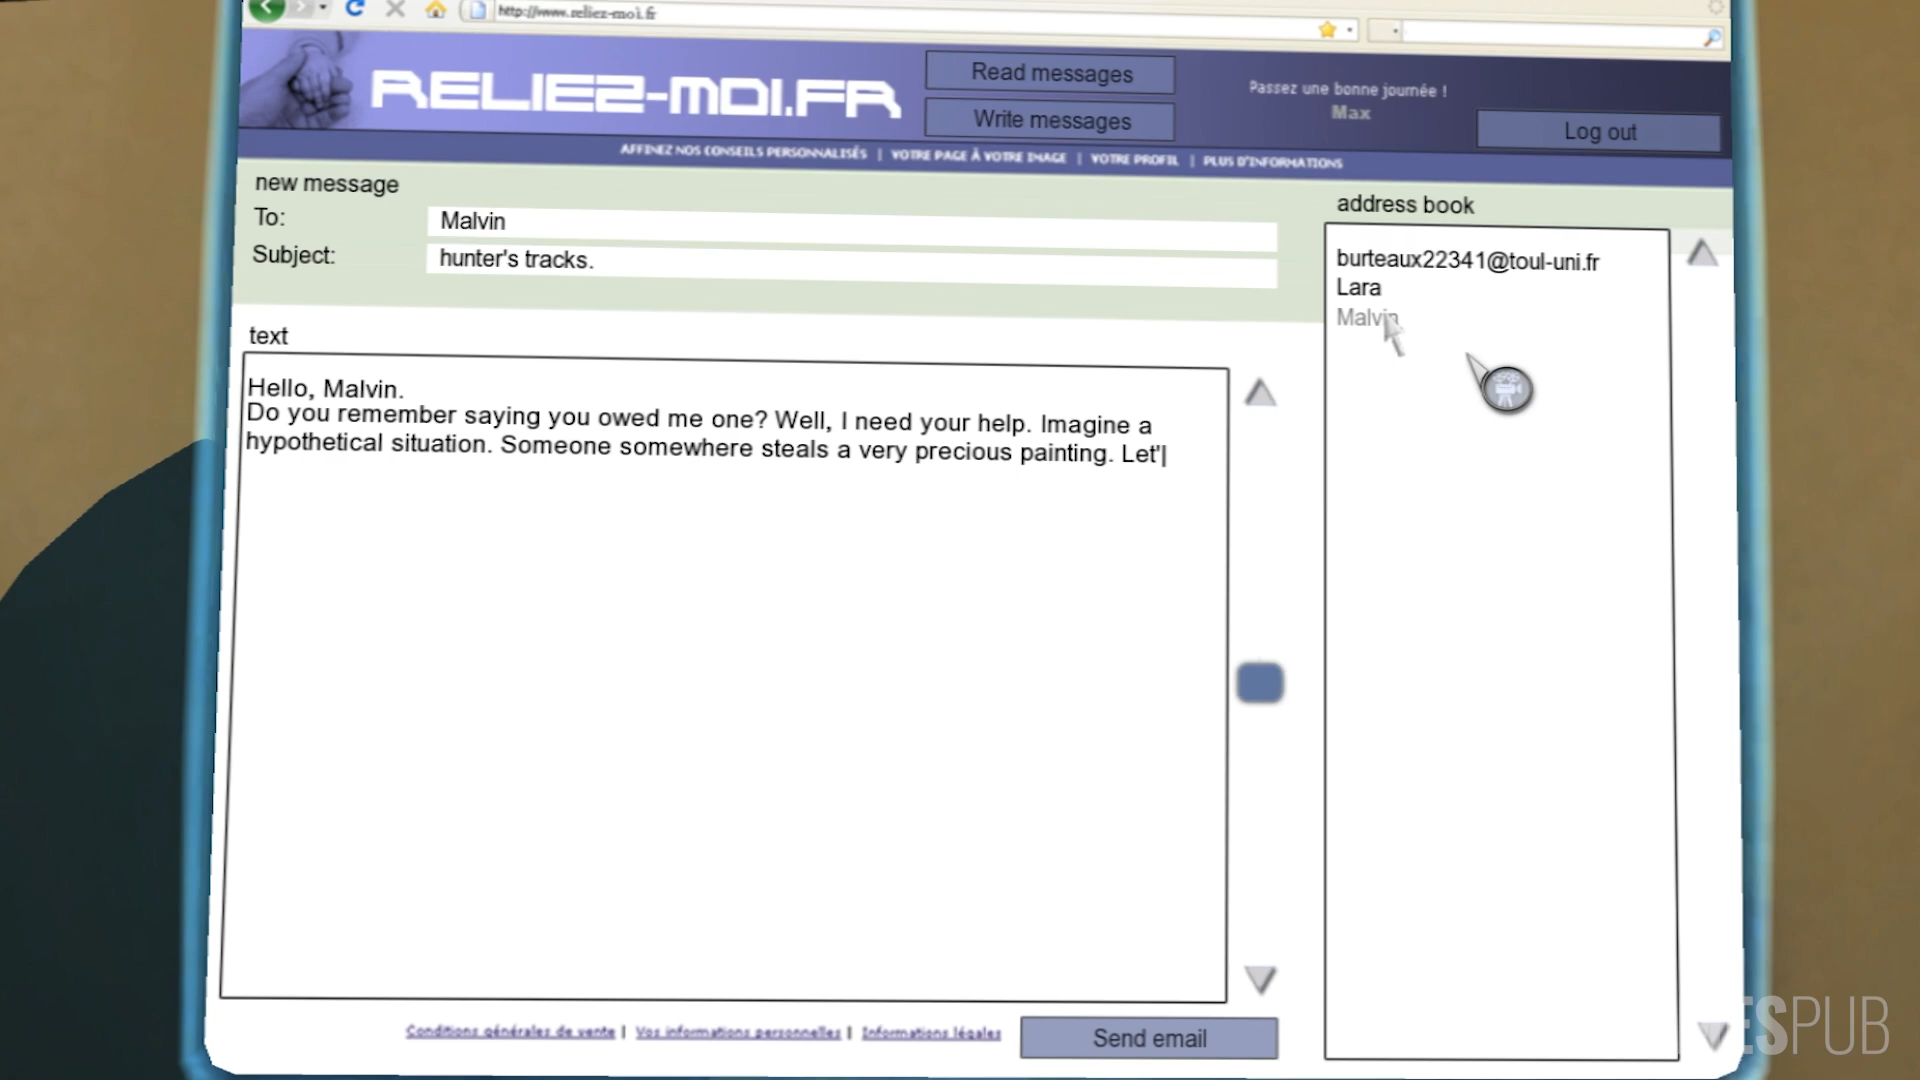 http://www.reliez-moi.fr
RELIEZ-MOI.FR
Read messages
Write messages
Passez une bonne journée !
Max
Log out
AFFINEZ NOS CONSEILS PERSONNALISÉS | VOTRE PAGE À VOTRE IMAGE | VOTRE PROFIL | PLUS D'INFORMATIONS
new message
To: Malvin
Subject: hunter's tracks.
address book
burteaux22341@toul-uni.fr
Lara
Malvin
text
Hello, Malvin.
Do you remember saying you owed me one? Well, I need your help. Imagine a
hypothetical situation. Someone somewhere steals a very precious painting. Let'
Conditions générales de vente | Vos informations personnelles | Informations légales
Send email
ESPUB